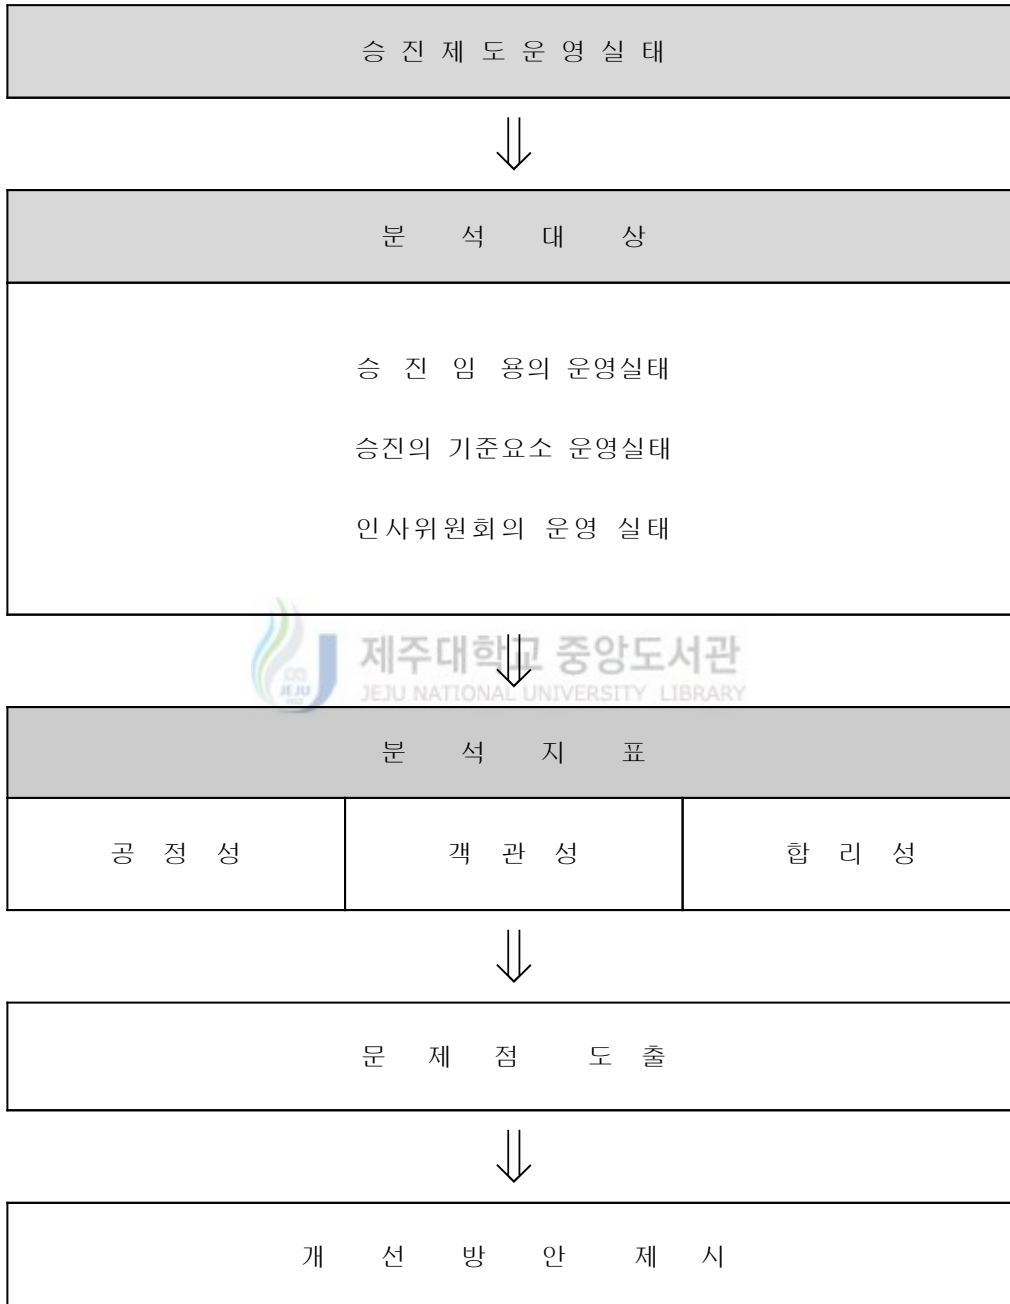 승 진 제 도 운 영 실 태
분 석 대 상
승 진 임 용의 운영실태
승진의 기준요소 운영실태
인사위원회의 운영 실태
제주대학교 중앙도서관
JEJU NATIONAL UNIVERSITY LIBRARY
JEJU
1952
분 석 지 표
공 정 성 객 관 성 합 리 성
문 제 점 도 출
개 선 방 안 제 시